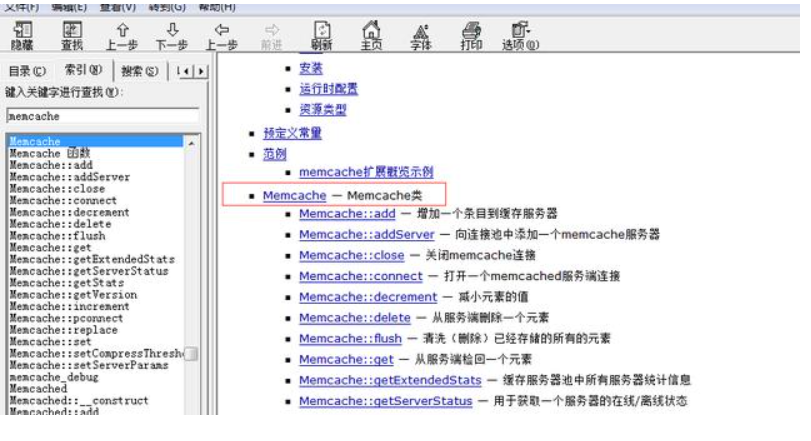 文件(F) 编辑(E) 查看(V) 转到(G) 帮助(H)
隐藏 查找 上一步 下一步 上一步 前进 刷新 主页 字体 打印 选项(O)
目录(C) 索引(N) 搜索(S)
键入关键字进行查找(W):
memcache
Memcache
Memcache 函数
Memcache::add
Memcache::addServer
Memcache::close
Memcache::connect
Memcache::decrement
Memcache::delete
Memcache::flush
Memcache::get
Memcache::getExtendedStats
Memcache::getServerStatus
Memcache::getStats
Memcache::getVersion
Memcache::increment
Memcache::pconnect
Memcache::replace
Memcache::set
Memcache::setCompressThresh
Memcache::setServerParams
memcache_debug
Memcached
Memcached::__construct
Memcached::add
安装
运行时配置
资源类型
预定义常量
范例
memcache扩展概览示例
Memcache — Memcache类
Memcache::add — 增加一个条目到缓存服务器
Memcache::addServer — 向连接池中添加一个memcache服务器
Memcache::close — 关闭memcache连接
Memcache::connect — 打开一个memcached服务端连接
Memcache::decrement — 减小元素的值
Memcache::delete — 从服务端删除一个元素
Memcache::flush — 清洗（删除）已经存储的所有的元素
Memcache::get — 从服务端检回一个元素
Memcache::getExtendedStats — 缓存服务器池中所有服务器统计信息
Memcache::getServerStatus — 用于获取一个服务器的在线/离线状态